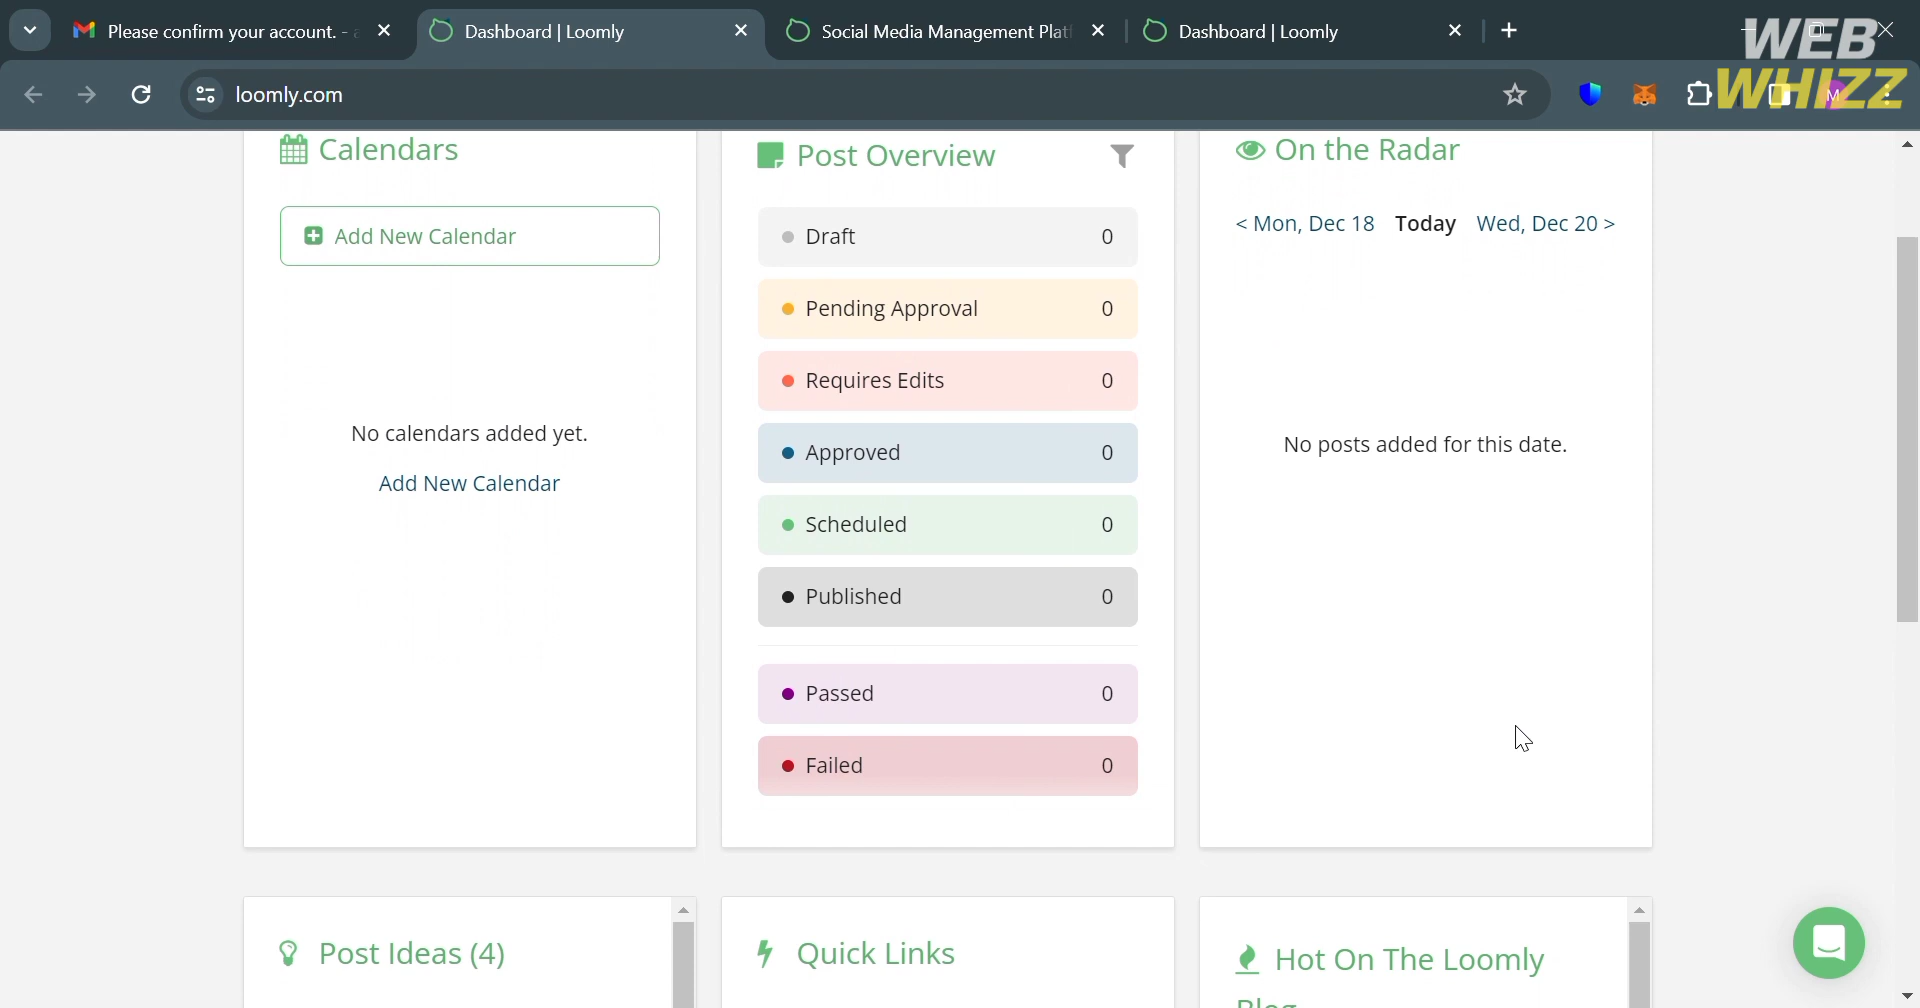 Please confirm your account. -
Dashboard | Loomly
Social Media Management Platf
Dashboard | Loomly
WEB
WHIZZ
loomly.com
M
Calendars
Add New Calendar
No calendars added yet.
Add New Calendar
Post Overview
Draft 0
Pending Approval 0
Requires Edits 0
Approved 0
Scheduled 0
Published 0
Passed 0
Failed 0
On the Radar
< Mon, Dec 18 Today Wed, Dec 20 >
No posts added for this date.
Post Ideas (4)
Quick Links
Hot On The Loomly
Blog